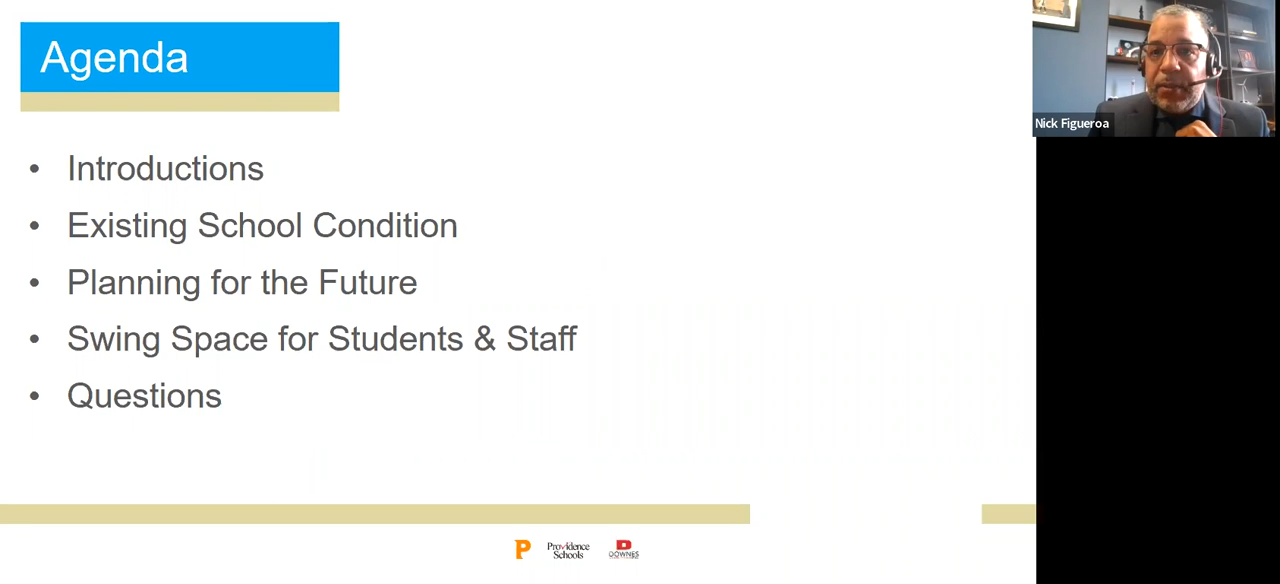 Agenda
• Introductions
• Existing School Condition
• Planning for the Future
• Swing Space for Students & Staff
• Questions
Nick Figueroa
P
Providence
Schools
D
DOWNES